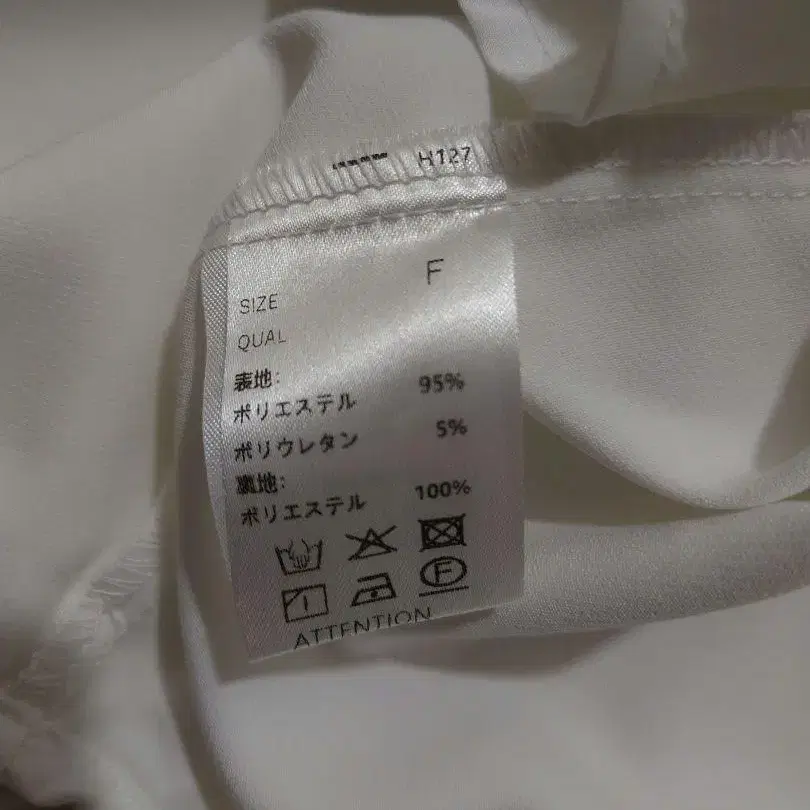 H127
SIZE F
QUAL
表地:
ポリエステル 95%
ポリウレタン 5%
裏地:
ポリエステル 100%
F
ATTENTION